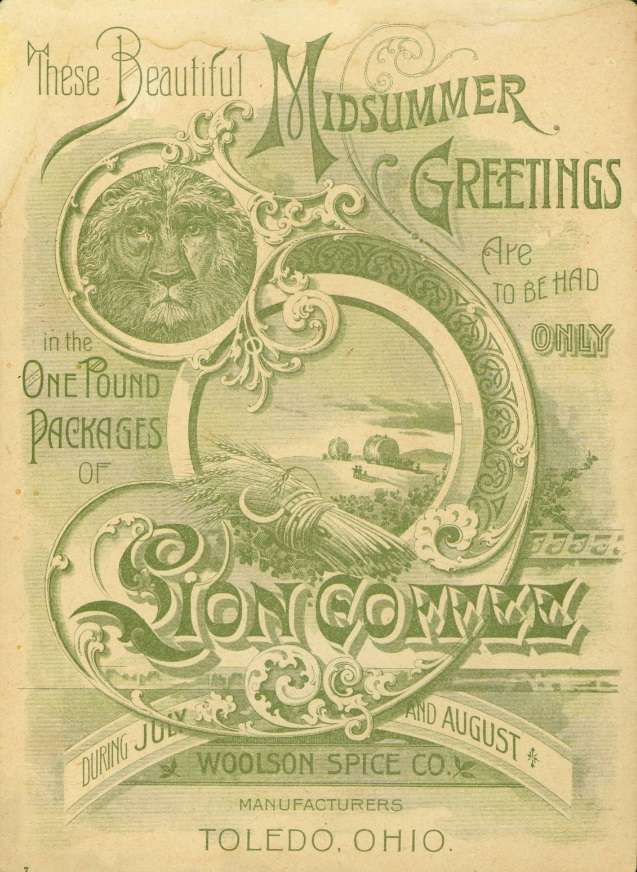 These Beautiful
MIDSUMMER
GREETINGS
Are
TO BE HAD
ONLY
in the
ONE POUND
PACKAGES
OF
LION COFFEE
DURING JULY AND AUGUST
WOOLSON SPICE CO.
MANUFACTURERS
TOLEDO, OHIO.
7